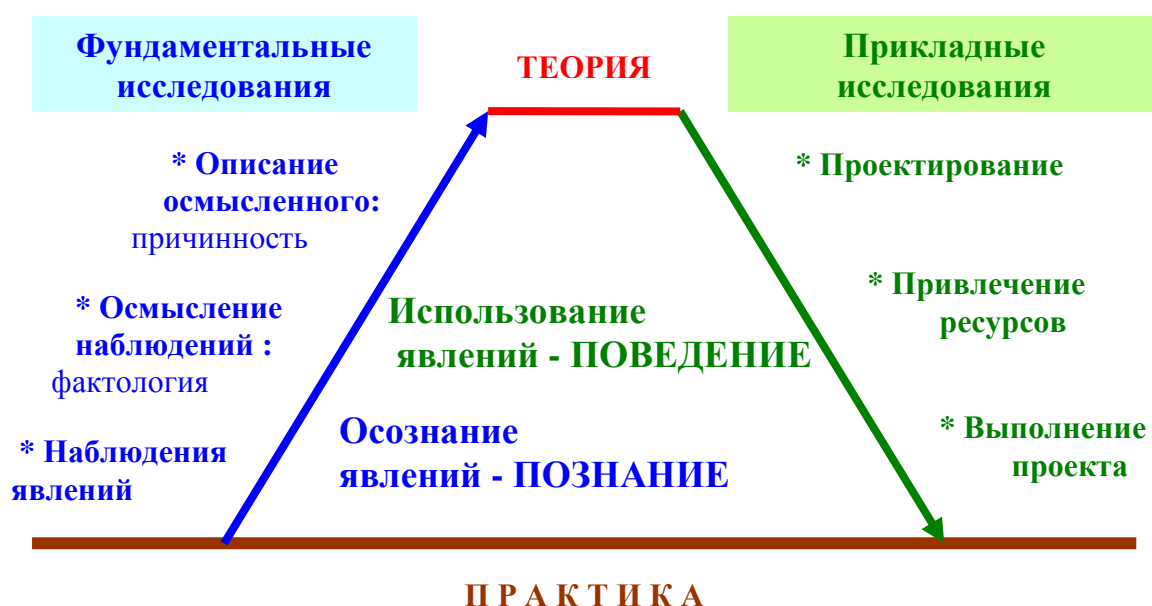 Фундаментальные
исследования
ТЕОРИЯ
Прикладные
исследования
* Описание
осмысленного:
причинность
* Осмысление
наблюдений :
фактология
* Наблюдения
явлений
Использование
явлений - ПОВЕДЕНИЕ
Осознание
явлений - ПОЗНАНИЕ
* Проектирование
* Привлечение
ресурсов
* Выполнение
проекта
П Р А К Т И К А